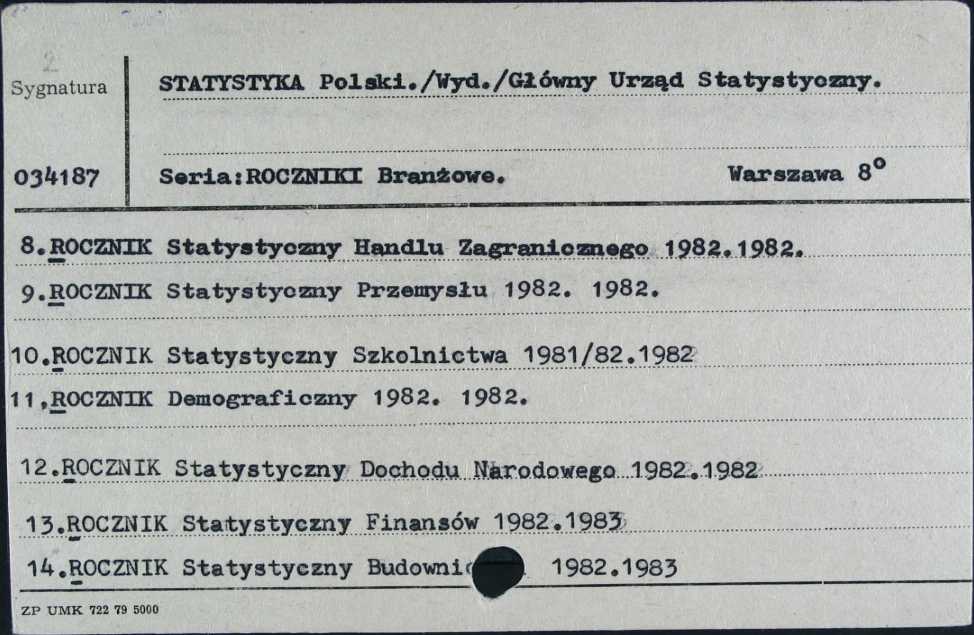 2
Sygnatura
STATYSTYKA Polski./Wyd./Główny Urząd Statystyczny.
034187
Seria:ROCZNIKI Branżowe. Warszawa 8°
8.ROCZNIK Statystyczny Handlu Zagranicznego 1982.1982.
9.ROCZNIK Statystyczny Przemysłu 1982. 1982.
10.ROCZNIK Statystyczny Szkolnictwa 1981/82.1982
11.ROCZNIK Demograficzny 1982. 1982.
12.ROCZNIK Statystyczny Dochodu Narodowego 1982.1982
13.ROCZNIK Statystyczny Finansów 1982.1983
14.ROCZNIK Statystyczny 1982.1983
ZP UMK 722 79 5000